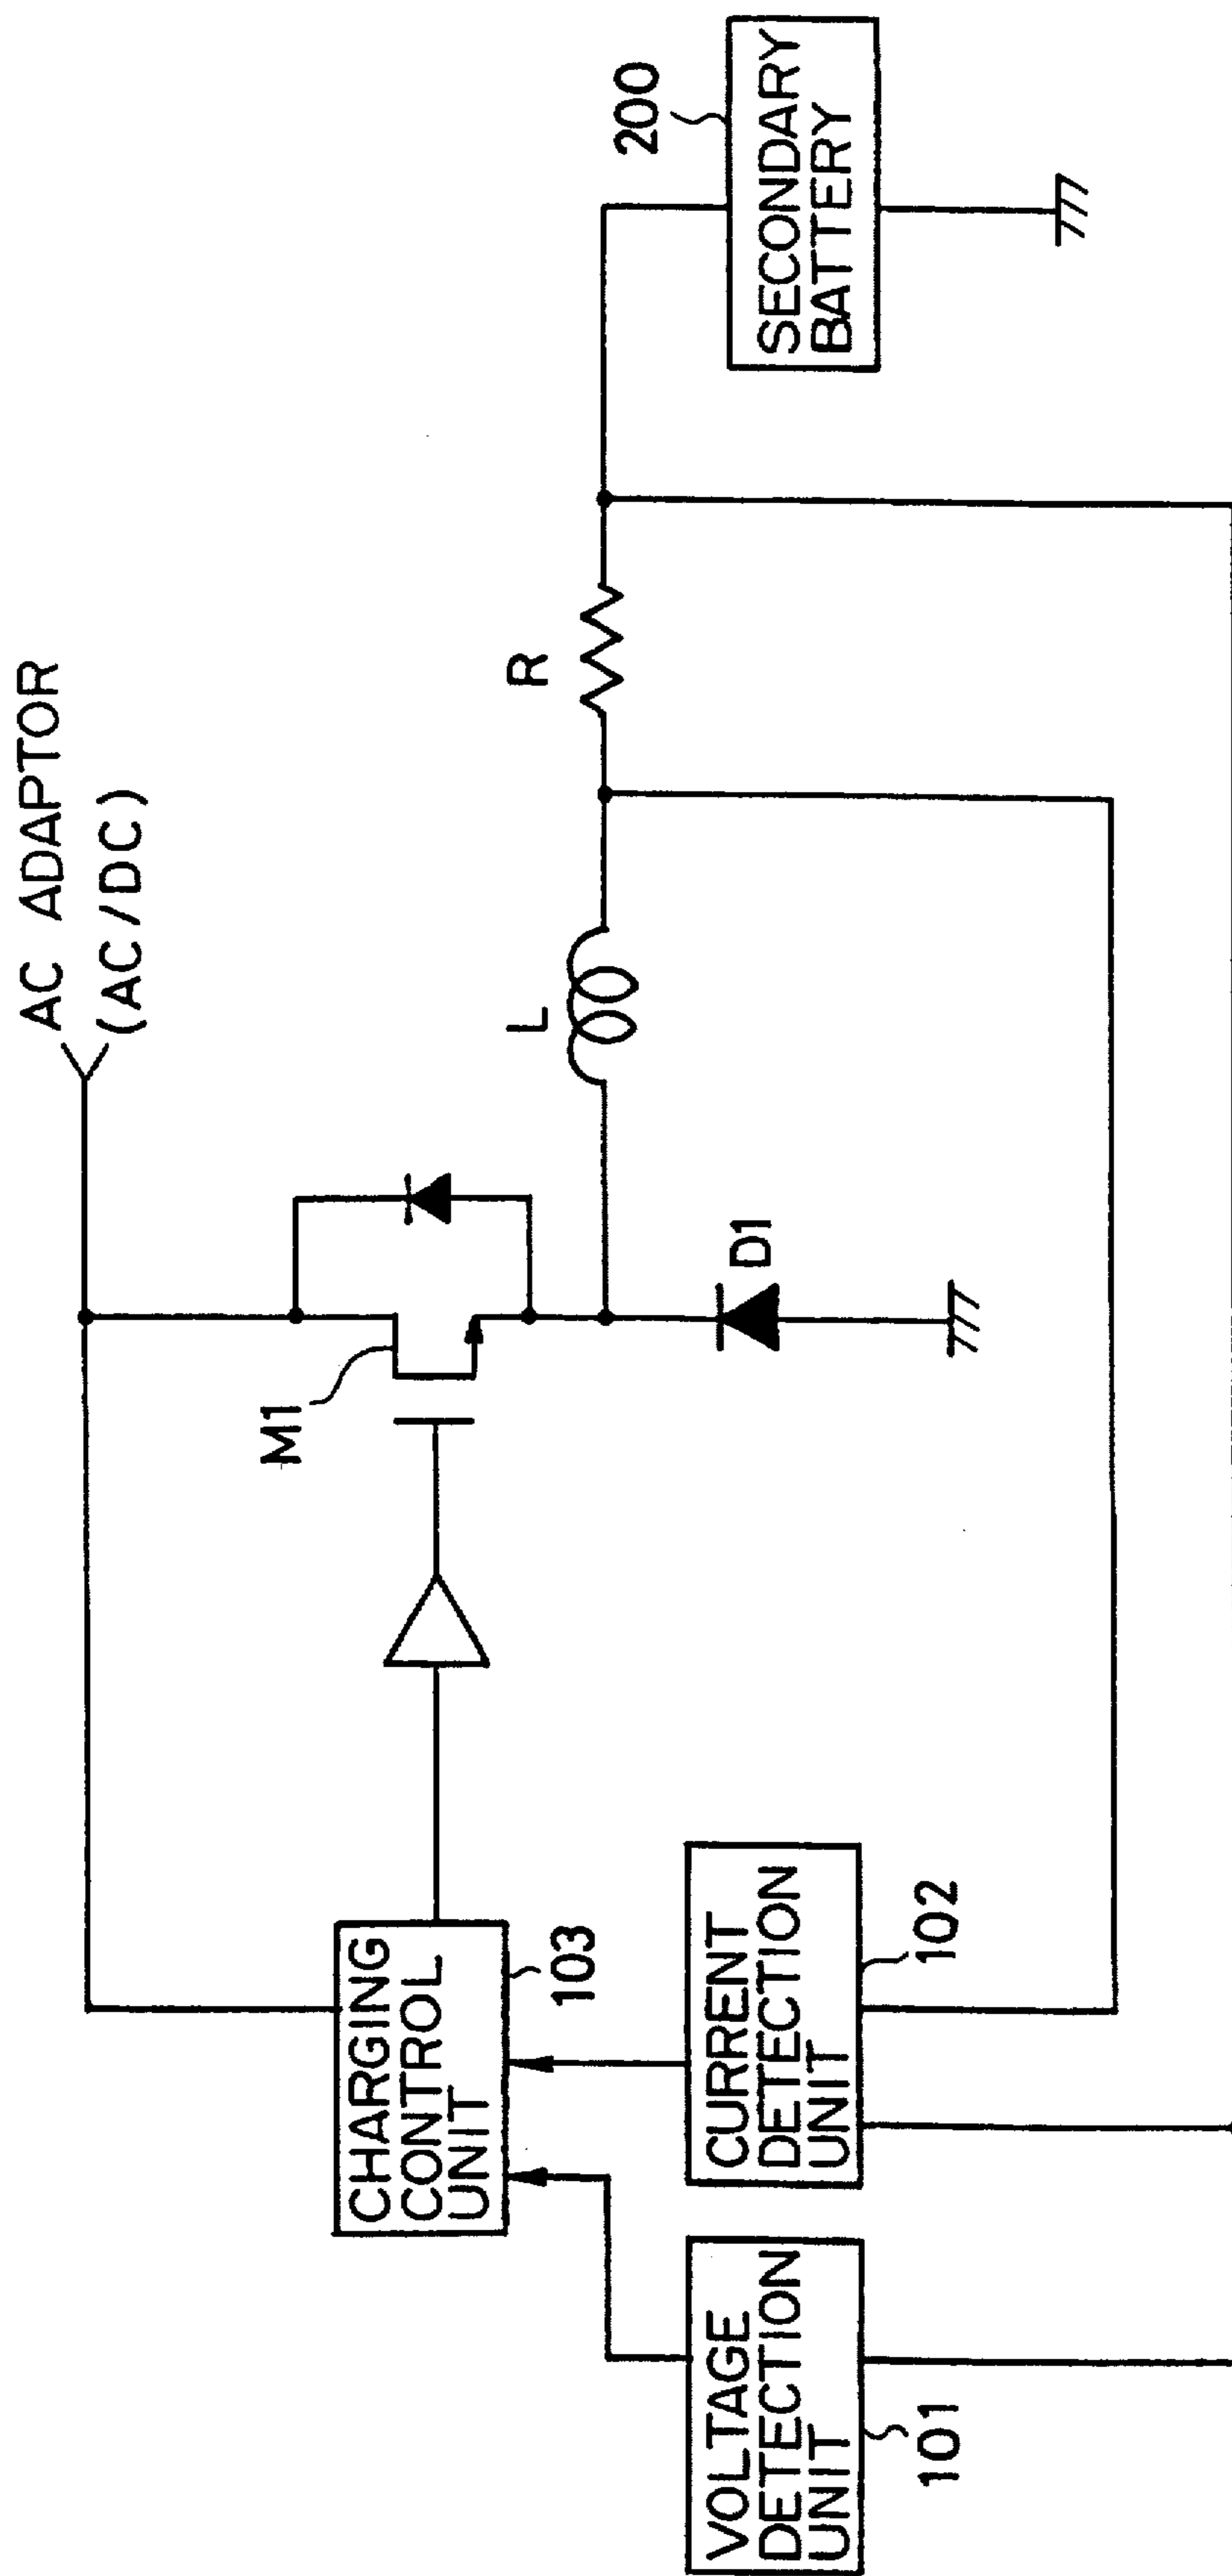 AC ADAPTOR
(AC/DC)
M1
L
R
D1
200
SECONDARY
BATTERY
CHARGING
CONTROL
UNIT
103
CURRENT
DETECTION
UNIT
102
VOLTAGE
DETECTION
UNIT
101